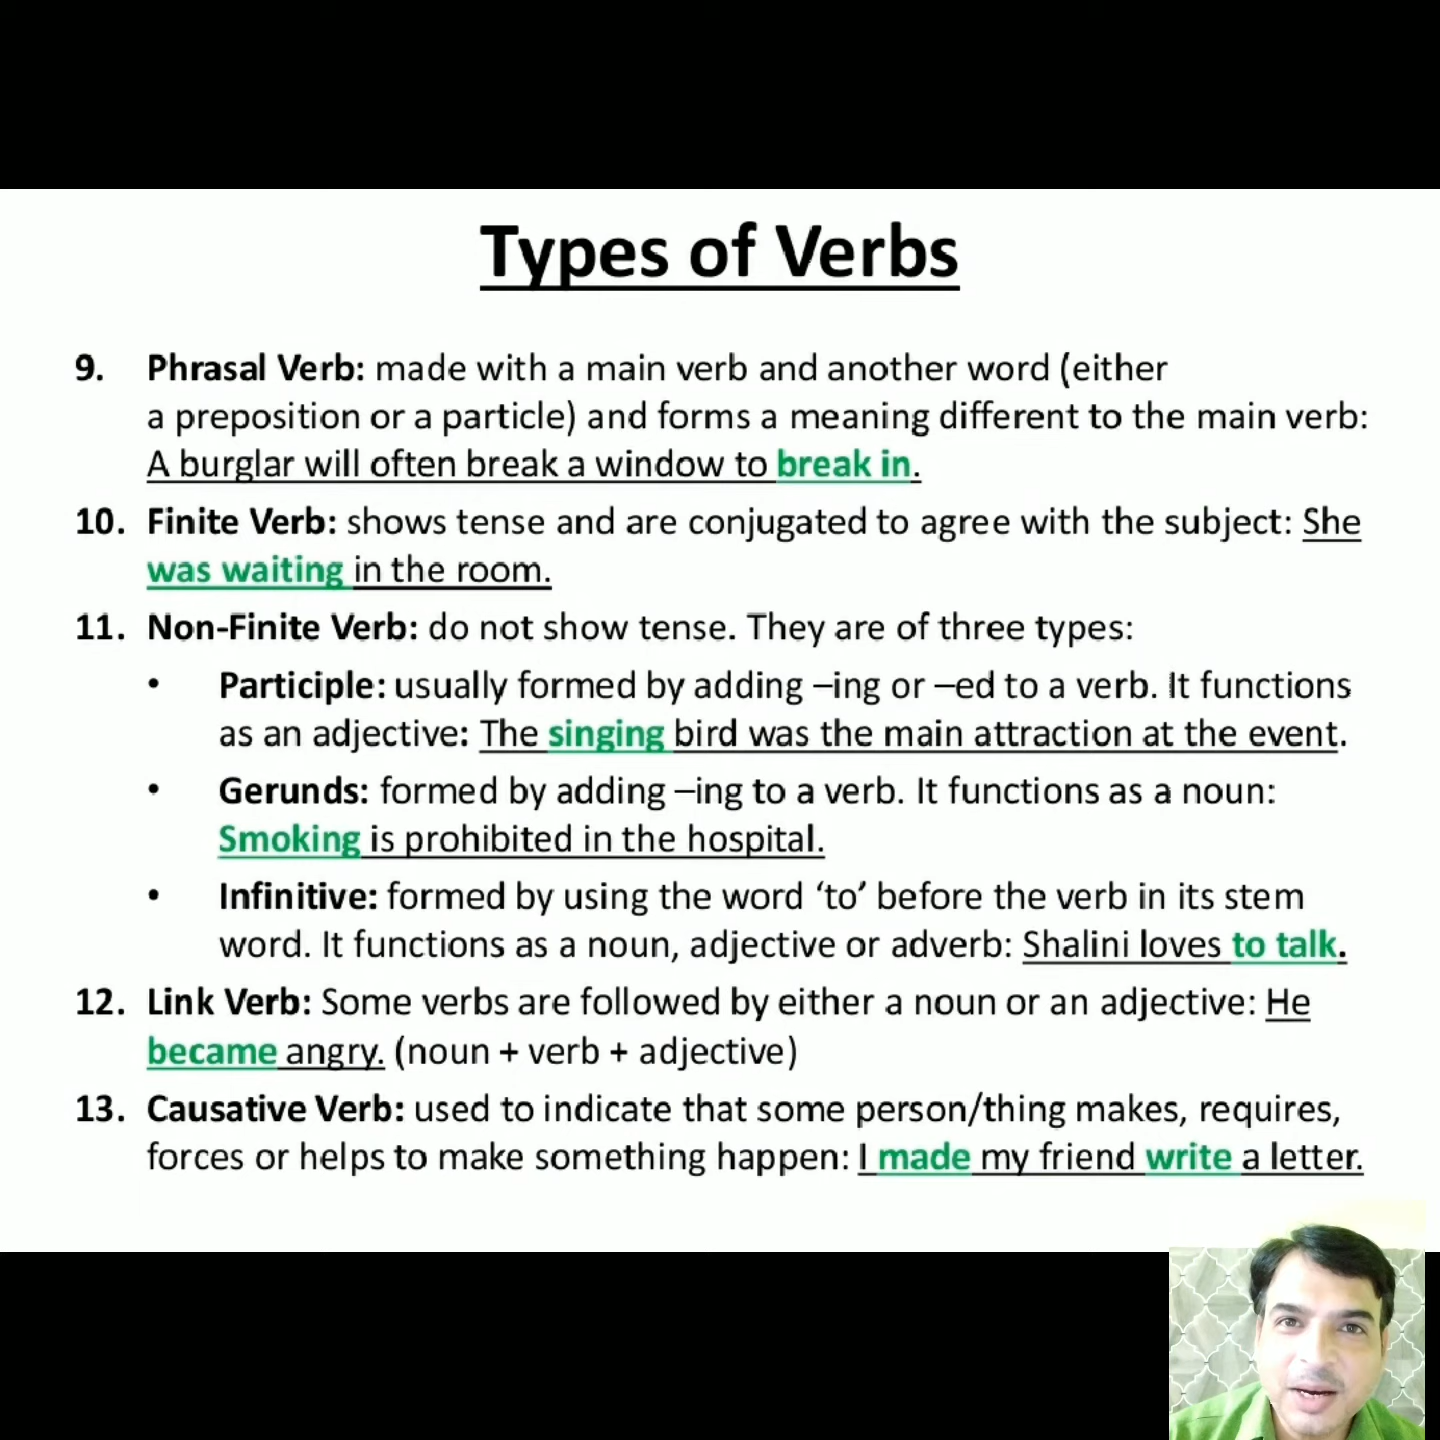 Types of Verbs
9. Phrasal Verb: made with a main verb and another word (either
a preposition or a particle) and forms a meaning different to the main verb:
A burglar will often break a window to break in.
10. Finite Verb: shows tense and are conjugated to agree with the subject: She
was waiting in the room.
11. Non-Finite Verb: do not show tense. They are of three types:
• Participle: usually formed by adding –ing or –ed to a verb. It functions
as an adjective: The singing bird was the main attraction at the event.
• Gerunds: formed by adding –ing to a verb. It functions as a noun:
Smoking is prohibited in the hospital.
• Infinitive: formed by using the word ‘to’ before the verb in its stem
word. It functions as a noun, adjective or adverb: Shalini loves to talk.
12. Link Verb: Some verbs are followed by either a noun or an adjective: He
became angry. (noun + verb + adjective)
13. Causative Verb: used to indicate that some person/thing makes, requires,
forces or helps to make something happen: I made my friend write a letter.